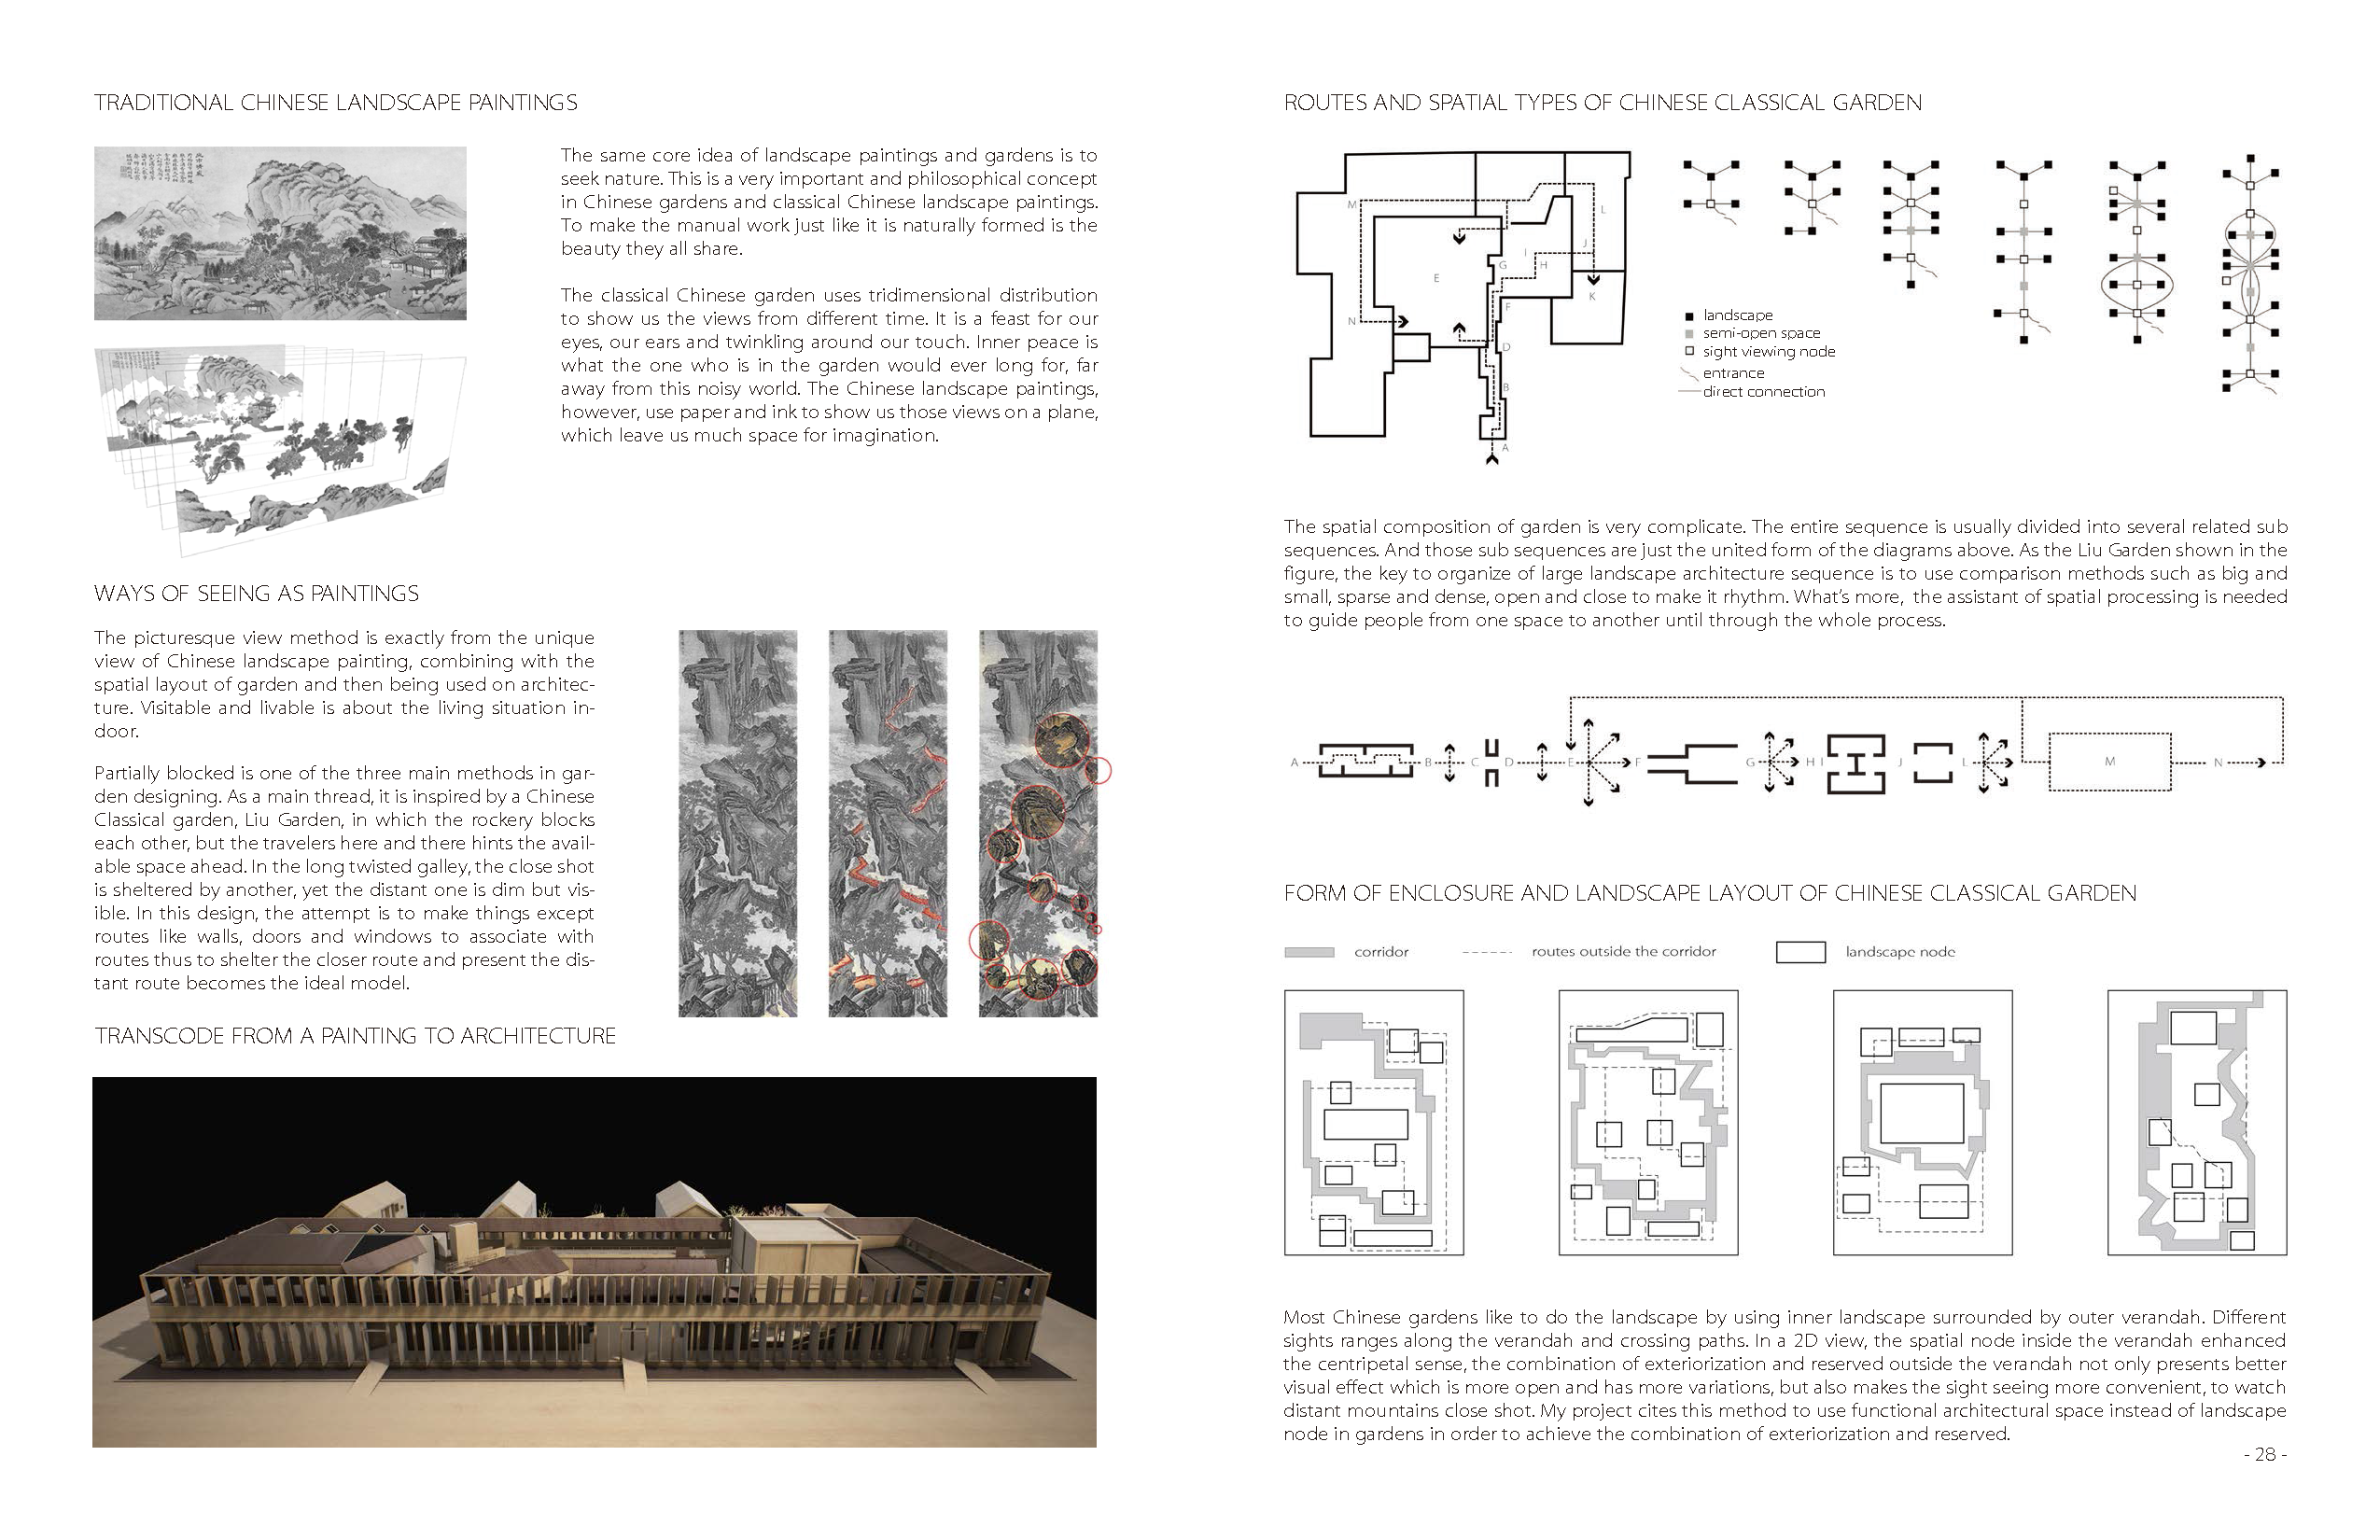 TRADITIONAL CHINESE LANDSCAPE PAINTINGS
The same core idea of landscape paintings and gardens is to
seek nature. This is a very important and philosophical concept
in Chinese gardens and classical Chinese landscape paintings.
To make the manual work just like it is naturally formed is the
beauty they all share.
The classical Chinese garden uses tridimensional distribution
to show us the views from different time. It is a feast for our
eyes, our ears and twinkling around our touch. Inner peace is
what the one who is in the garden would ever long for, far
away from this noisy world. The Chinese landscape paintings,
however, use paper and ink to show us those views on a plane,
which leave us much space for imagination.
WAYS OF SEEING AS PAINTINGS
The picturesque view method is exactly from the unique
view of Chinese landscape painting, combining with the
spatial layout of garden and then being used on architec-
ture. Visitable and livable is about the living situation in-
door.
Partially blocked is one of the three main methods in gar-
den designing. As a main thread, it is inspired by a Chinese
Classical garden, Liu Garden, in which the rockery blocks
each other, but the travelers here and there hints the avail-
able space ahead. In the long twisted galley, the close shot
is sheltered by another, yet the distant one is dim but vis-
ible. In this design, the attempt is to make things except
routes like walls, doors and windows to associate with
routes thus to shelter the closer route and present the dis-
tant route becomes the ideal model.
TRANSCODE FROM A PAINTING TO ARCHITECTURE
ROUTES AND SPATIAL TYPES OF CHINESE CLASSICAL GARDEN
M
L
J
I
H
G
E
K
F
N
D
B
A
landscape
semi-open space
sight viewing node
entrance
direct connection
The spatial composition of garden is very complicate. The entire sequence is usually divided into several related sub
sequences. And those sub sequences are just the united form of the diagrams above. As the Liu Garden shown in the
figure, the key to organize of large landscape architecture sequence is to use comparison methods such as big and
small, sparse and dense, open and close to make it rhythm. What's more, the assistant of spatial processing is needed
to guide people from one space to another until through the whole process.
A B C D E F G H I J L M N
FORM OF ENCLOSURE AND LANDSCAPE LAYOUT OF CHINESE CLASSICAL GARDEN
corridor routes outside the corridor landscape node
Most Chinese gardens like to do the landscape by using inner landscape surrounded by outer verandah. Different
sights ranges along the verandah and crossing paths. In a 2D view, the spatial node inside the verandah enhanced
the centripetal sense, the combination of exteriorization and reserved outside the verandah not only presents better
visual effect which is more open and has more variations, but also makes the sight seeing more convenient, to watch
distant mountains close shot. My project cites this method to use functional architectural space instead of landscape
node in gardens in order to achieve the combination of exteriorization and reserved.
- 28 -